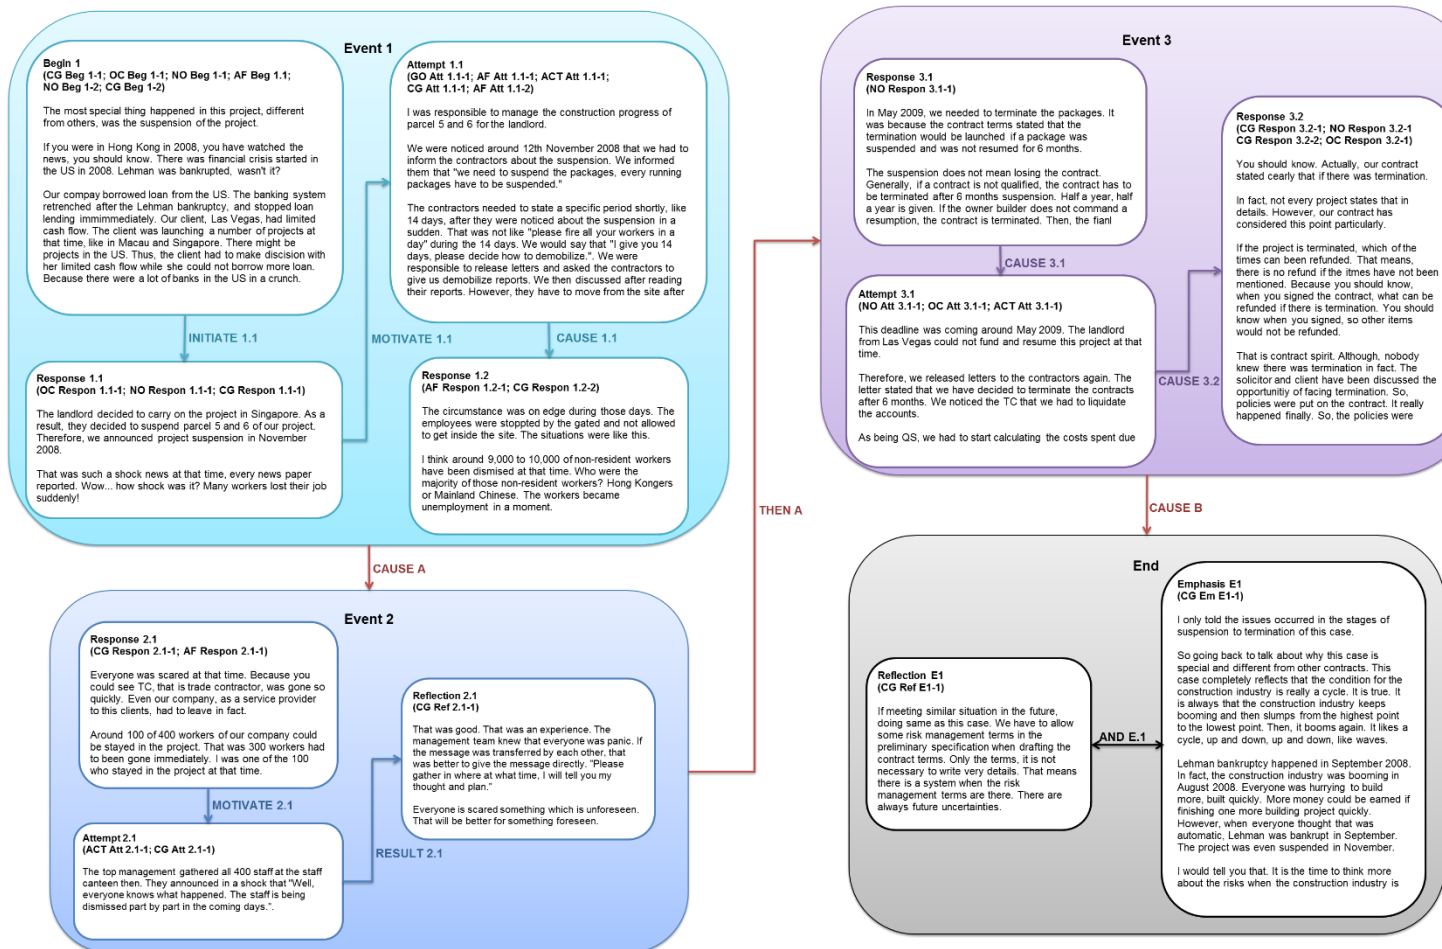 Event 1
Begin 1
(CG Beg 1-1; OC Beg 1-1; NO Beg 1-1; AF Beg 1.1;
NO Beg 1-2; CG Beg 1-2)
The most special thing happened in this project, different
from others, was the suspension of the project.
If you were in Hong Kong in 2008, you have watched the
news, you should know. There was financial crisis started in
the US in 2008. Lehman was bankrupted, wasn't it?
Our compay borrowed loan from the US. The banking system
retrenched after the Lehman bankruptcy, and stopped loan
lending immimmediately. Our client, Las Vegas, had limited
cash flow. The client was launching a number of projects at
that time, like in Macau and Singapore. There might be
projects in the US. Thus, the client had to make discision with
her limited cash flow while she could not borrow more loan.
Because there were a lot of banks in the US in a crunch.
INITIATE 1.1
Response 1.1
(OC Respon 1.1-1; NO Respon 1.1-1; CG Respon 1.1-1)
The landlord decided to carry on the project in Singapore. As a
result, they decided to suspend parcel 5 and 6 of our project.
Therefore, we announced project suspension in November
2008.
That was such a shock news at that time, every news paper
reported. Wow... how shock was it? Many workers lost their job
suddenly!
MOTIVATE 1.1
Attempt 1.1
(GO Att 1.1-1; AF Att 1.1-1; ACT Att 1.1-1;
CG Att 1.1-1; AF Att 1.1-2)
I was responsible to manage the construction progress of
parcel 5 and 6 for the landlord.
We were noticed around 12th November 2008 that we had to
inform the contractors about the suspension. We informed
them that "we need to suspend the packages, every running
packages have to be suspended."
The contractors needed to state a specific period shortly, like
14 days, after they were noticed about the suspension in a
sudden. That was not like "please fire all your workers in a
day" during the 14 days. We would say that "I give you 14
days, please decide how to demobilize.". We were
responsible to release letters and asked the contractors to
give us demobilize reports. We then discussed after reading
their reports. However, they have to move from the site after
CAUSE 1.1
Response 1.2
(AF Respon 1.2-1; CG Respon 1.2-2)
The circumstance was on edge during those days. The
employees were stoppted by the gated and not allowed
to get inside the site. The situations were like this.
I think around 9,000 to 10,000 of non-resident workers
have been dismised at that time. Who were the
majority of those non-resident workers? Hong Kongers
or Mainland Chinese. The workers became
unemployment in a moment.
CAUSE A
Event 2
Response 2.1
(CG Respon 2.1-1; AF Respon 2.1-1)
Everyone was scared at that time. Because you
could see TC, that is trade contractor, was gone so
quickly. Even our company, as a service provider
to this clients, had to leave in fact.
Around 100 of 400 workers of our company could
be stayed in the project. That was 300 workers had
to been gone immediately. I was one of the 100
who stayed in the project at that time.
MOTIVATE 2.1
Attempt 2.1
(ACT Att 2.1-1; CG Att 2.1-1)
The top management gathered all 400 staff at the staff
canteen then. They announced in a shock that "Well,
everyone knows what happened. The staff is being
dismissed part by part in the coming days.".
RESULT 2.1
Reflection 2.1
(CG Ref 2.1-1)
That was good. That was an experience. The
management team knew that everyone was panic. If
the message was transferred by each other, that
was better to give the message directly. "Please
gather in where at what time, I will tell you my
thought and plan."
Everyone is scared something which is unforeseen.
That will be better for something foreseen.
THEN A
Event 3
Response 3.1
(NO Respon 3.1-1)
In May 2009, we needed to terminate the packages. It
was because the contract terms stated that the
termination would be launched if a package was
suspended and was not resumed for 6 months.
The suspension does not mean losing the contract.
Generally, if a contract is not qualified, the contract has to
be terminated after 6 months suspension. Half a year, half
a year is given. If the owner builder does not command a
resumption, the contract is terminated. Then, the fianl
CAUSE 3.1
Attempt 3.1
(NO Att 3.1-1; OC Att 3.1-1; ACT Att 3.1-1)
This deadline was coming around May 2009. The landlord
from Las Vegas could not fund and resume this project at that
time.
Therefore, we released letters to the contractors again. The
letter stated that we have decided to terminate the contracts
after 6 months. We noticed the TC that we had to liquidate
the accounts.
As being QS, we had to start calculating the costs spent due
CAUSE 3.2
Response 3.2
(CG Respon 3.2-1; NO Respon 3.2-1
CG Respon 3.2-2; OC Respon 3.2-1)
You should know. Actually, our contract
stated cearly that if there was termination.
In fact, not every project states that in
details. However, our contract has
considered this point particularly.
If the project is terminated, which of the
times can been refunded. That means,
there is no refund if the itmes have not been
mentioned. Because you should know,
when you signed the contract, what can be
refunded if there is termination. You should
know when you signed, so other items
would not be refunded.
That is contract spirit. Although, nobody
knew there was termination in fact. The
solicitor and client have been discussed the
opportunitiy of facing termination. So,
policies were put on the contract. It really
happened finally. So, the policies were
CAUSE B
End
Reflection E1
(CG Ref E1-1)
If meeting similar situation in the future,
doing same as this case. We have to allow
some risk management terms in the
preliminary specification when drafting the
contract terms. Only the terms, it is not
necessary to write very details. That means
there is a system when the risk
management terms are there. There are
always future uncertainties.
AND E.1
Emphasis E1
(CG Em E1-1)
I only told the issues occurred in the stages of
suspension to termination of this case.
So going back to talk about why this case is
special and different from other contracts. This
case completely reflects that the condition for the
construction industry is really a cycle. It is true. It
is always that the construction industry keeps
booming and then slumps from the highest point
to the lowest point. Then, it booms again. It likes a
cycle, up and down, up and down, like waves.
Lehman bankruptcy happened in September 2008.
In fact, the construction industry was booming in
August 2008. Everyone was hurrying to build
more, built quickly. More money could be earned if
finishing one more building project quickly.
However, when everyone thought that was
automatic, Lehman was bankrupt in September.
The project was even suspended in November.
I would tell you that. It is the time to think more
about the risks when the construction industry is